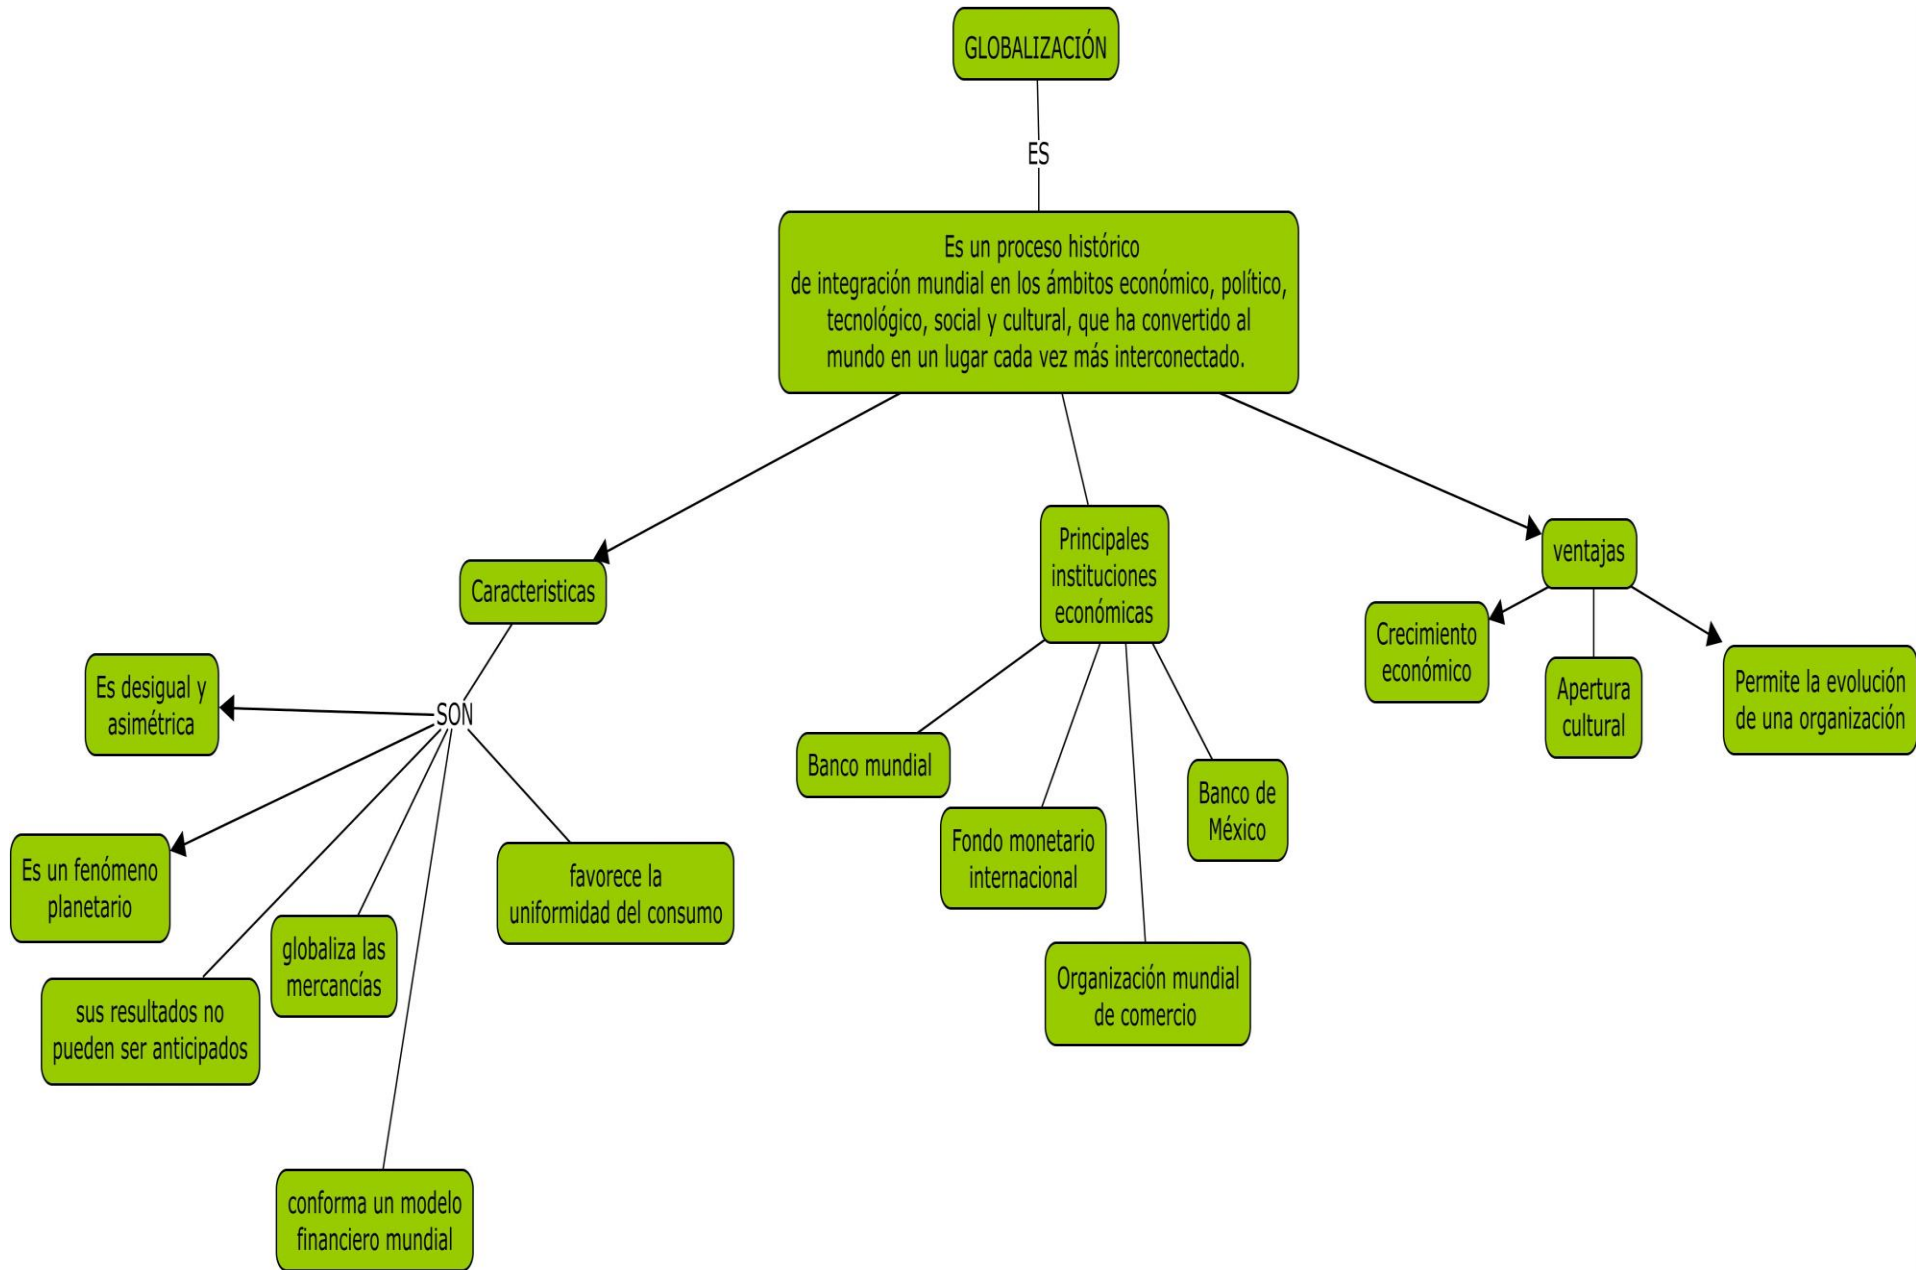 GLOBALIZACIÓN
ES
Es un proceso histórico
de integración mundial en los ámbitos económico, político,
tecnológico, social y cultural, que ha convertido al
mundo en un lugar cada vez más interconectado.
Caracteristicas
SON
Es desigual y
asimétrica
Es un fenómeno
planetario
sus resultados no
pueden ser anticipados
globaliza las
mercancías
conforma un modelo
financiero mundial
favorece la
uniformidad del consumo
Principales
instituciones
económicas
Banco mundial
Fondo monetario
internacional
Organización mundial
de comercio
Banco de
México
ventajas
Crecimiento
económico
Apertura
cultural
Permite la evolución
de una organización